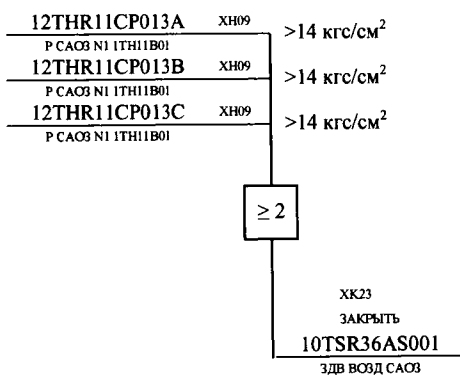 12THR11CP013A XH09 >14 кгс/см²
Р САОЗ N1 1TH11B01
12THR11CP013B XH09 >14 кгс/см²
Р САОЗ N1 1TH11B01
12THR11CP013C XH09 >14 кгс/см²
Р САОЗ N1 1TH11B01
≥ 2
XK23
ЗАКРЫТЬ
10TSR36AS001
ЗДВ ВОЗД САОЗ